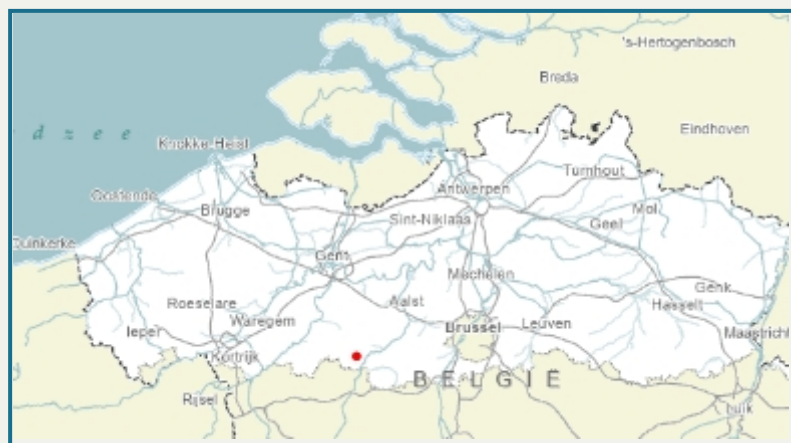 's-Hertogenbosch
Breda
d z e e
Eindhoven
Knokke-Heist
Turnhout
Oostende
Antwerpen
Mol
Brugge
Sint-Niklaas
Geel
Duinkerke
Gent
Mechelen
Genk
Roeselare
Aalst
Hasselt
Waregem
Ieper
Brussel
Leuven
Maastricht
Kortrijk
BELGIË
Rijsel
Luik